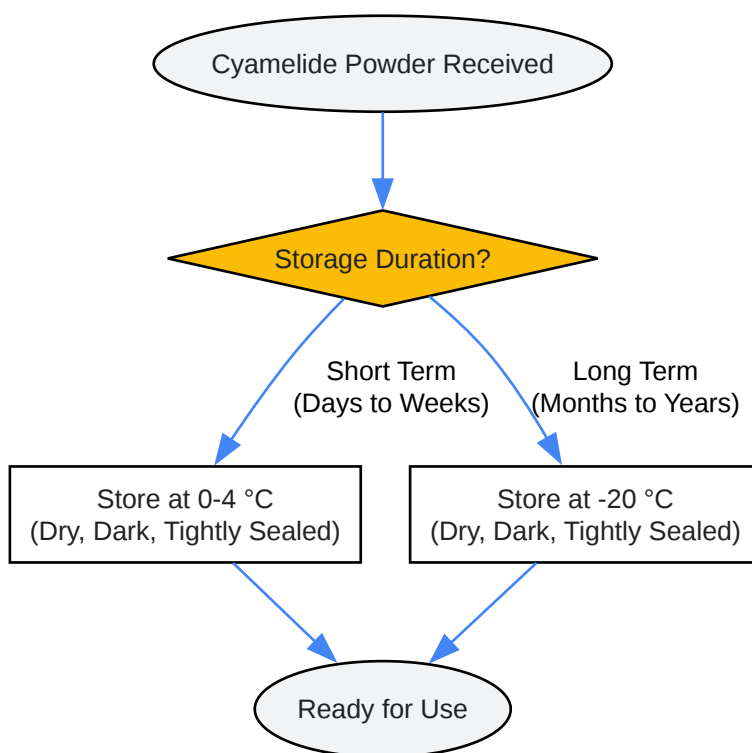 Cyamelide Powder Received
Storage Duration?
Short Term
(Days to Weeks)
Long Term
(Months to Years)
Store at 0-4 °C
(Dry, Dark, Tightly Sealed)
Store at -20 °C
(Dry, Dark, Tightly Sealed)
Ready for Use